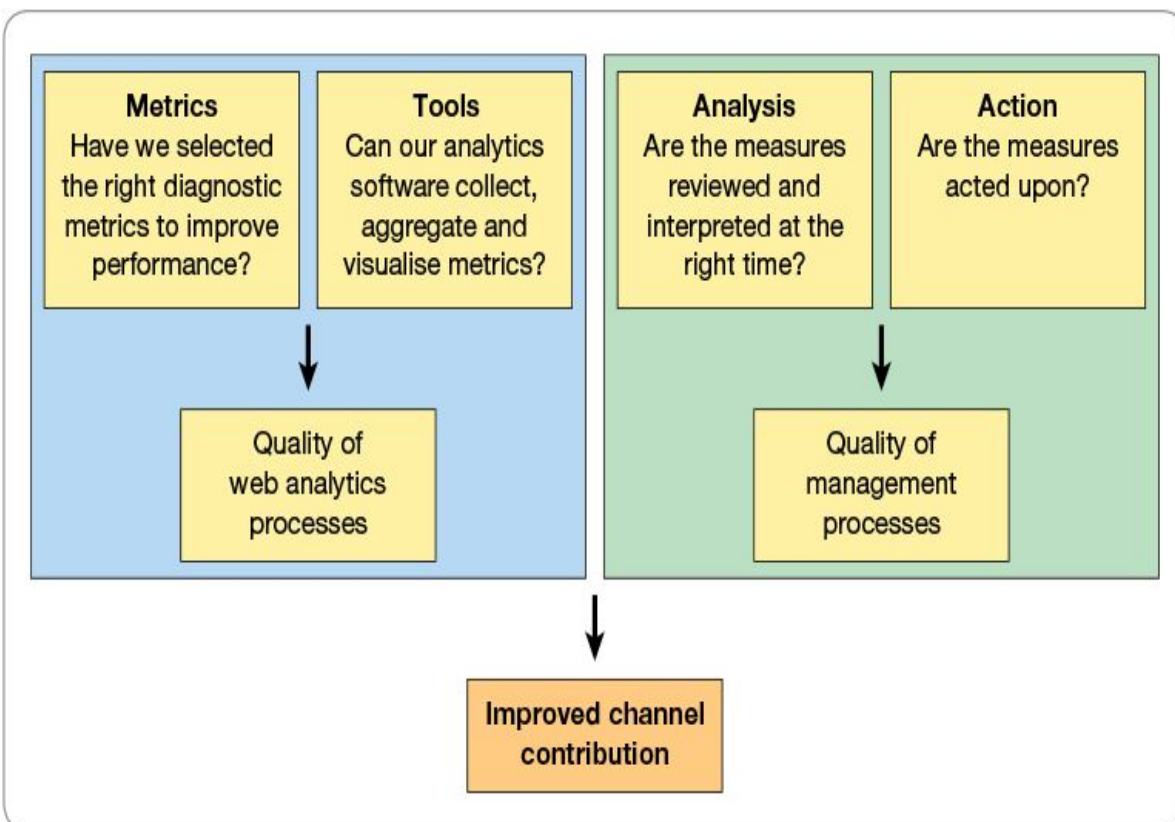 Metrics
Have we selected
the right diagnostic
metrics to improve
performance?
Tools
Can our analytics
software collect,
aggregate and
visualise metrics?
Analysis
Are the measures
reviewed and
interpreted at the
right time?
Action
Are the measures
acted upon?
Quality of
web analytics
processes
Quality of
management
processes
Improved channel
contribution